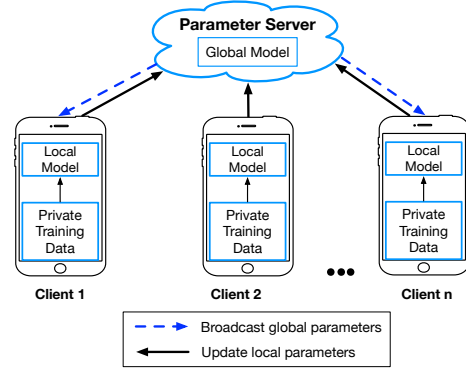 Parameter Server
Global Model
Local
Model
Private
Training
Data
Client 1
Local
Model
Private
Training
Data
Client 2
Local
Model
Private
Training
Data
Client n
Broadcast global parameters
Update local parameters